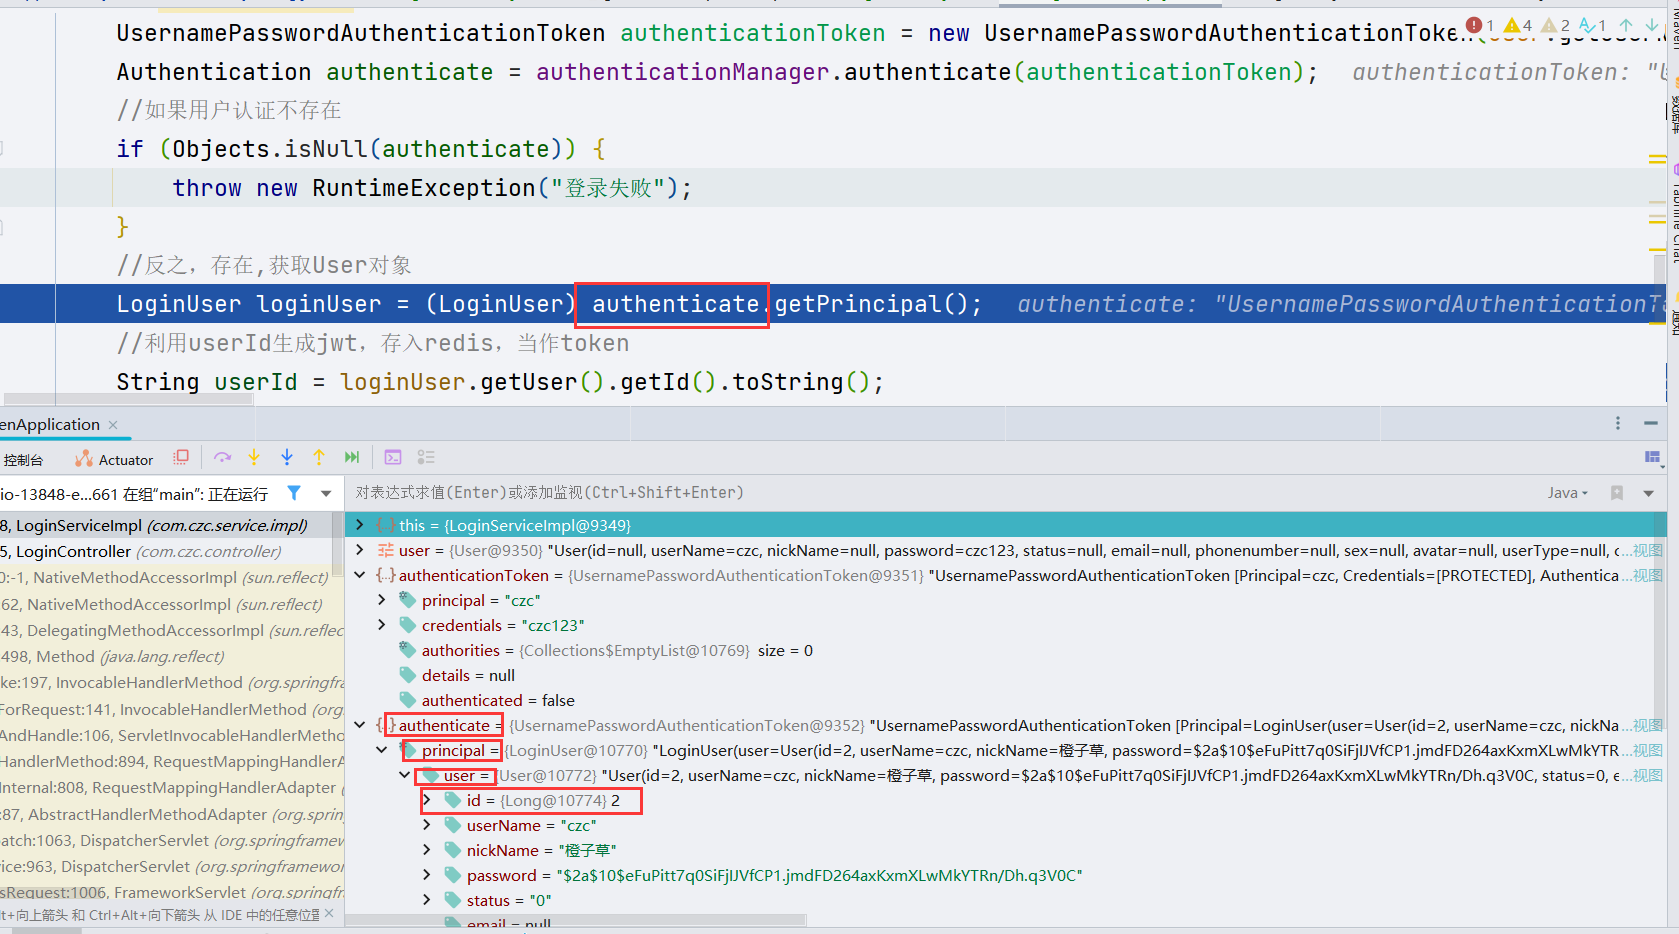 UsernamePasswordAuthenticationToken authenticationToken = new UsernamePasswordAuthenticationToken(
1 4 2 1
Authentication authenticate = authenticationManager.authenticate(authenticationToken); authenticationToken: "U
//如果用户认证不存在
if (Objects.isNull(authenticate)) {
throw new RuntimeException("登录失败");
}
//反之，存在,获取User对象
LoginUser loginUser = (LoginUser) authenticate.getPrincipal(); authenticate: "UsernamePasswordAuthenticationTo
//利用userId生成jwt，存入redis，当作token
String userId = loginUser.getUser().getId().toString();
enApplication
控制台 Actuator
io-13848-e...661 在组"main": 正在运行
8, LoginServiceImpl (com.czc.service.impl)
5, LoginController (com.czc.controller)
0:-1, NativeMethodAccessorImpl (sun.reflect)
62, NativeMethodAccessorImpl (sun.reflect)
43, DelegatingMethodAccessorImpl (sun.reflec
498, Method (java.lang.reflect)
ke:197, InvocableHandlerMethod (org.springfra
ForRequest:141, InvocableHandlerMethod (org.
AndHandle:106, ServletInvocableHandlerMetho
HandlerMethod:894, RequestMappingHandlerA
Internal:808, RequestMappingHandlerAdapter (
:87, AbstractHandlerMethodAdapter (org.sprin
atch:1063, DispatcherServlet (org.springframew
vice:963, DispatcherServlet (org.springframewor
sRequest:1006, FrameworkServlet (org.springfr
lt+向上箭头 和 Ctrl+Alt+向下箭头 从 IDE 中的任意位置
对表达式求值(Enter)或添加监视(Ctrl+Shift+Enter) Java
this = {LoginServiceImpl@9349}
user = {User@9350} "User(id=null, userName=czc, nickName=null, password=czc123, status=null, email=null, phonenumber=null, sex=null, avatar=null, userType=null, c...视图
authenticationToken = {UsernamePasswordAuthenticationToken@9351} "UsernamePasswordAuthenticationToken [Principal=czc, Credentials=[PROTECTED], Authentica...视图
principal = "czc"
credentials = "czc123"
authorities = {Collections$EmptyList@10769} size = 0
details = null
authenticated = false
authenticate = {UsernamePasswordAuthenticationToken@9352} "UsernamePasswordAuthenticationToken [Principal=LoginUser(user=User(id=2, userName=czc, nickNa...视图
principal = {LoginUser@10770} "LoginUser(user=User(id=2, userName=czc, nickName=橙子草, password=$2a$10$eFuPitt7q0SiFjIJVfCP1.jmdFD264axKxmXLwMkYTR...视图
user = {User@10772} "User(id=2, userName=czc, nickName=橙子草, password=$2a$10$eFuPitt7q0SiFjIJVfCP1.jmdFD264axKxmXLwMkYTRn/Dh.q3V0C, status=0, e...视图
id = {Long@10774} 2
userName = "czc"
nickName = "橙子草"
password = "$2a$10$eFuPitt7q0SiFjIJVfCP1.jmdFD264axKxmXLwMkYTRn/Dh.q3V0C"
status = "0"
email = null